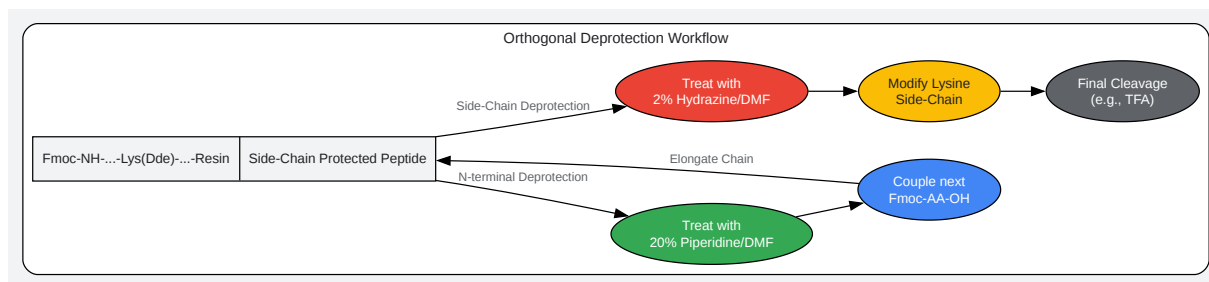 Orthogonal Deprotection Workflow
Treat with
2% Hydrazine/DMF
Modify Lysine
Side-Chain
Final Cleavage
(e.g., TFA)
Side-Chain Deprotection
Fmoc-NH-...-Lys(Dde)-...-Resin
Side-Chain Protected Peptide
Elongate Chain
N-terminal Deprotection
Couple next
Fmoc-AA-OH
Treat with
20% Piperidine/DMF